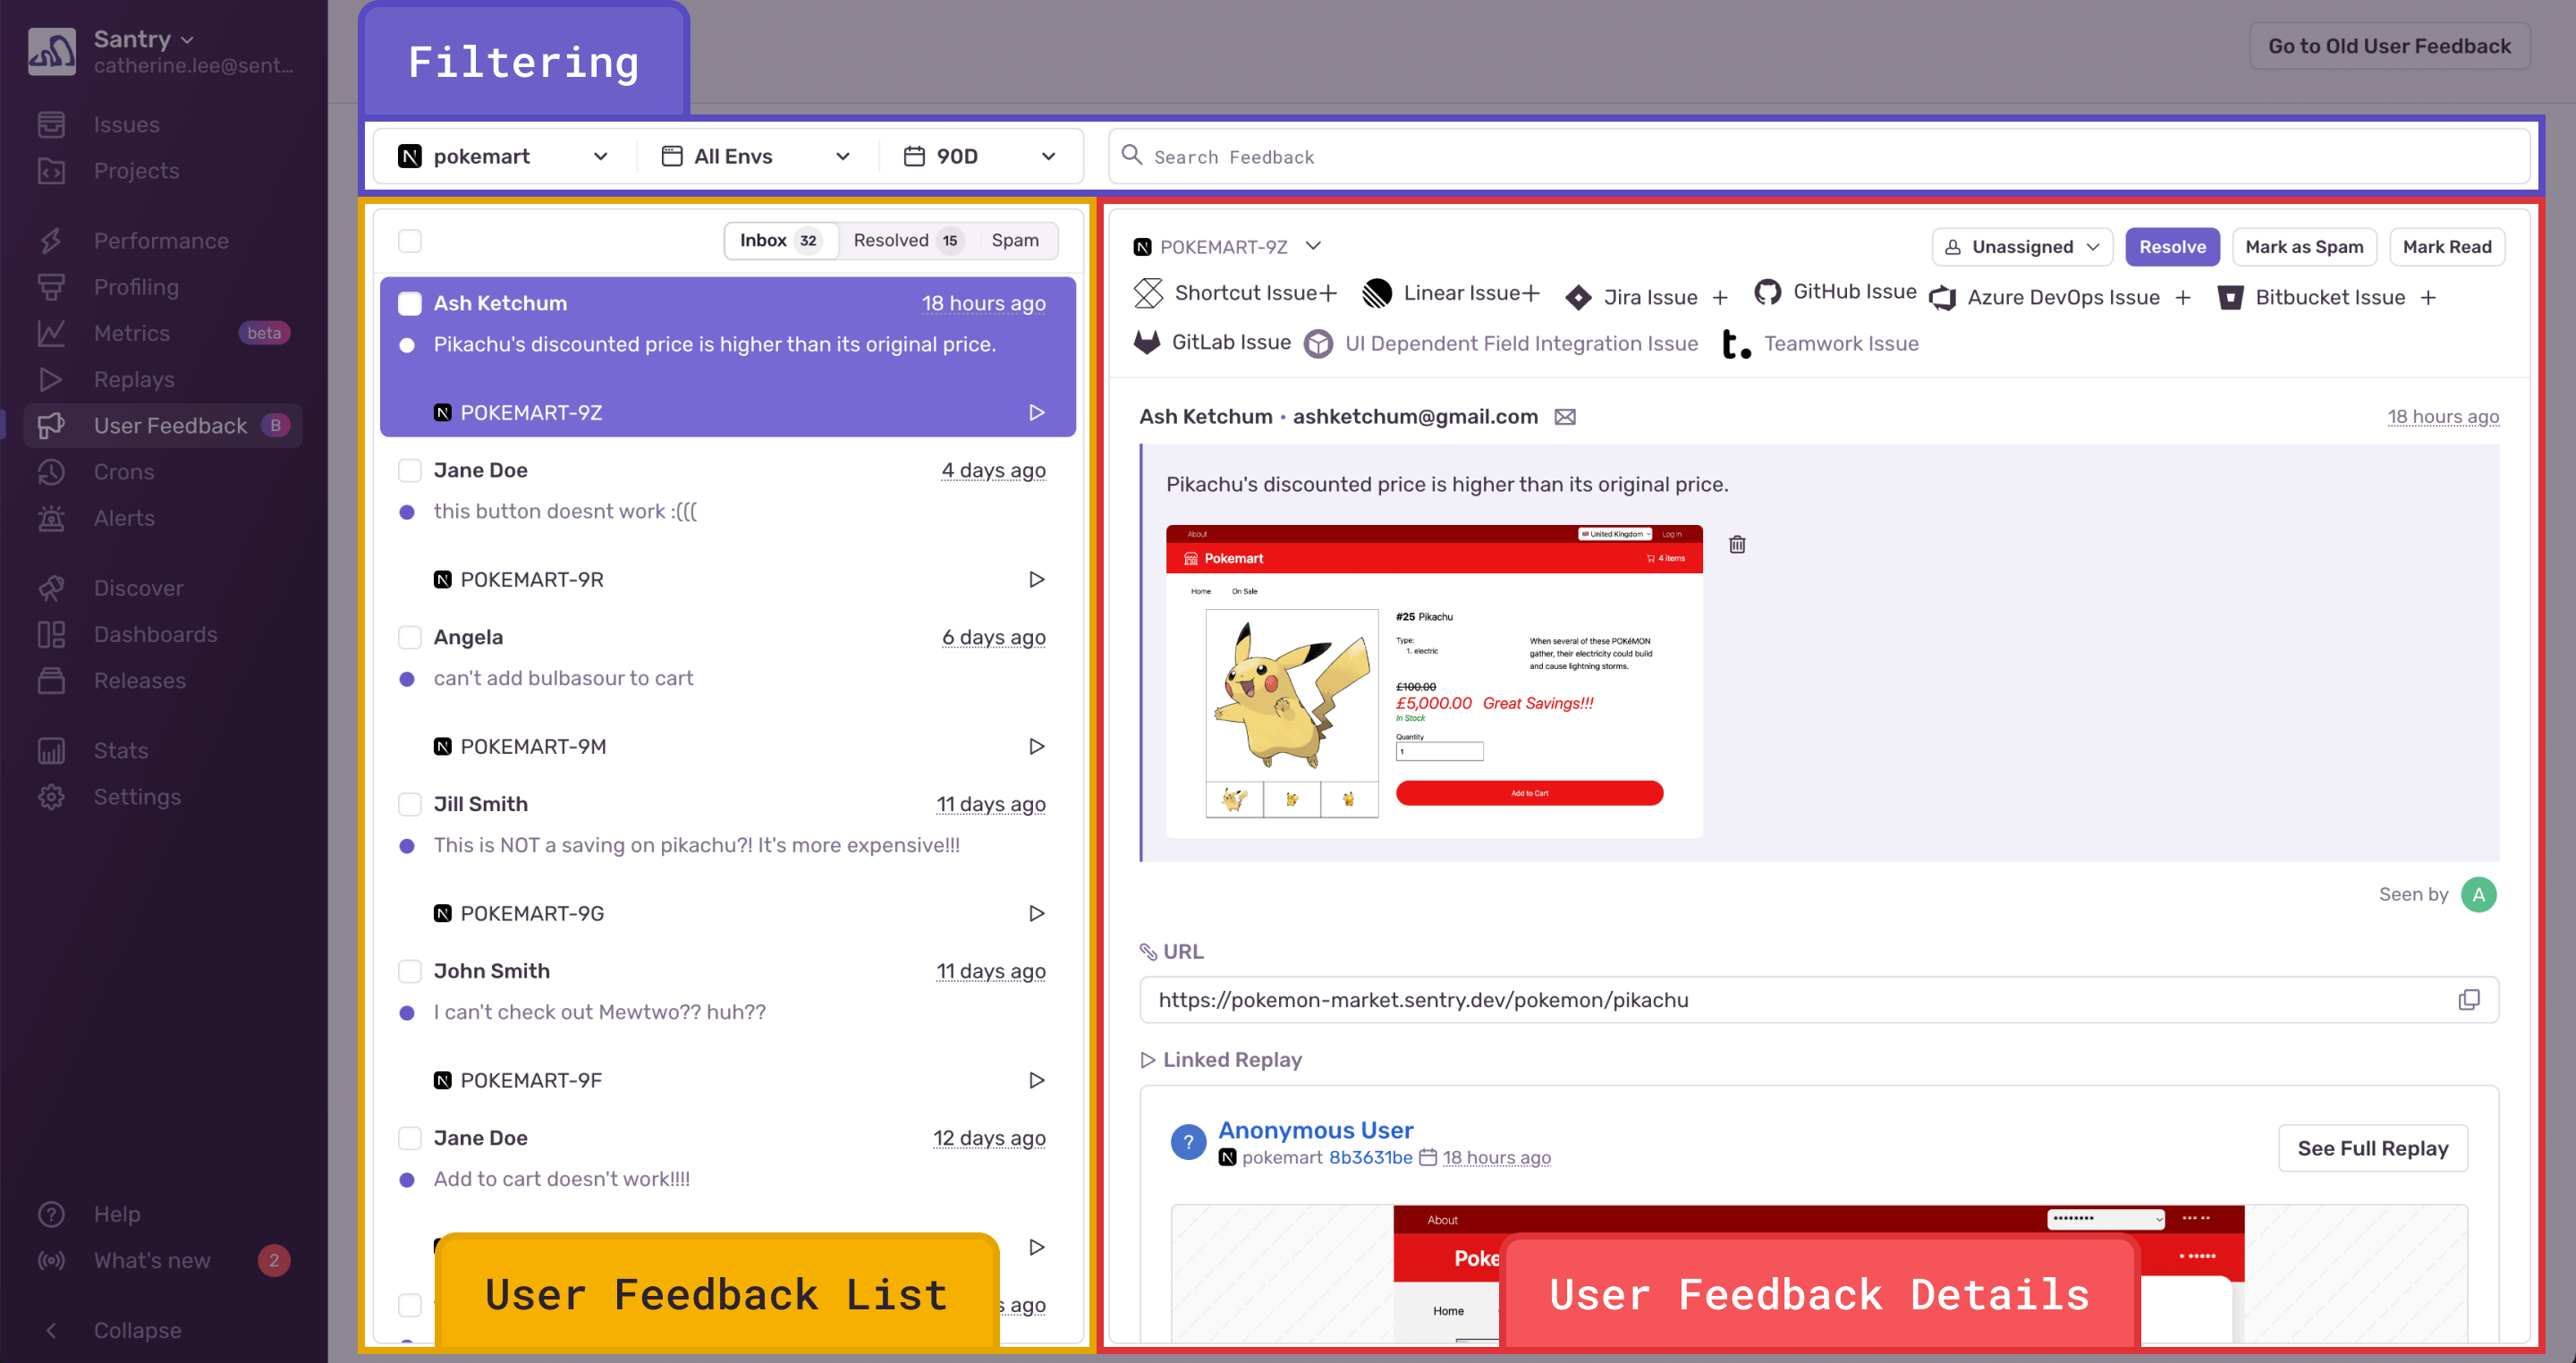 Santry
catherine.lee@sent...
Issues
Projects
Performance
Profiling
Metrics beta
Replays
User Feedback B
Crons
Alerts
Discover
Dashboards
Releases
Stats
Settings
Help
What's new 2
Collapse
Filtering
Go to Old User Feedback
pokemart
All Envs
90D
Search Feedback
Inbox 32
Resolved 15
Spam
Ash Ketchum 18 hours ago
Pikachu's discounted price is higher than its original price.
POKEMART-9Z
Jane Doe 4 days ago
this button doesnt work :(((
POKEMART-9R
Angela 6 days ago
can't add bulbasour to cart
POKEMART-9M
Jill Smith 11 days ago
This is NOT a saving on pikachu?! It's more expensive!!!
POKEMART-9G
John Smith 11 days ago
I can't check out Mewtwo?? huh??
POKEMART-9F
Jane Doe 12 days ago
Add to cart doesn't work!!!!
s ago
User Feedback List
POKEMART-9Z
Unassigned
Resolve
Mark as Spam
Mark Read
Shortcut Issue+
Linear Issue+
Jira Issue +
GitHub Issue
Azure DevOps Issue +
Bitbucket Issue +
GitLab Issue
UI Dependent Field Integration Issue
t. Teamwork Issue
Ash Ketchum • ashketchum@gmail.com
18 hours ago
Pikachu's discounted price is higher than its original price.
About
United Kingdom
Log in
Pokemart
4 items
Home On Sale
#25 Pikachu
Type:
1. electric
When several of these POKéMON
gather, their electricity could build
and cause lightning storms.
£100.00
£5,000.00 Great Savings!!!
In Stock
Quantity
1
Add to Cart
Seen by A
URL
https://pokemon-market.sentry.dev/pokemon/pikachu
Linked Replay
? Anonymous User
pokemart 8b3631be 18 hours ago
See Full Replay
About
******** *** **
Poke
* *****
Home
User Feedback Details